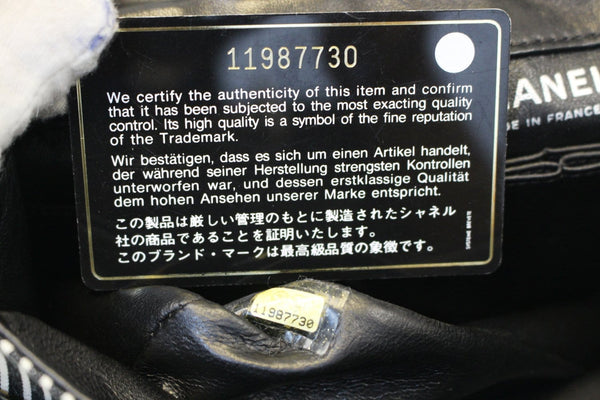 11987730
We certify the authenticity of this item and confirm
that it has been subjected to the most exacting quality
control. Its high quality is a symbol of the fine reputation
of the Trademark.
Wir bestätigen, dass es sich um einen Artikel handelt,
der während seiner Herstellung strengsten Kontrollen
unterworfen war, und dessen erstklassige Qualität
dem hohen Ansehen unserer Marke entspricht.
この製品は厳しい管理のもとに製造されたシャネル
社の商品であることを証明いたします。
このブランド・マークは最高級品質の象徴です。
SYSTEME BREVETE
ANEL
IN FRANCE
11987730